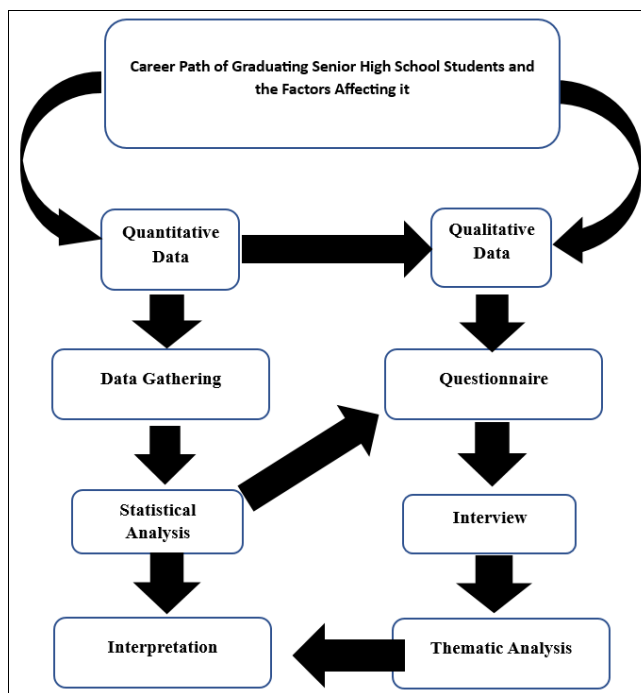 Career Path of Graduating Senior High School Students and
the Factors Affecting it
Quantitative
Data
Qualitative
Data
Data Gathering
Questionnaire
Statistical
Analysis
Interview
Interpretation
Thematic Analysis